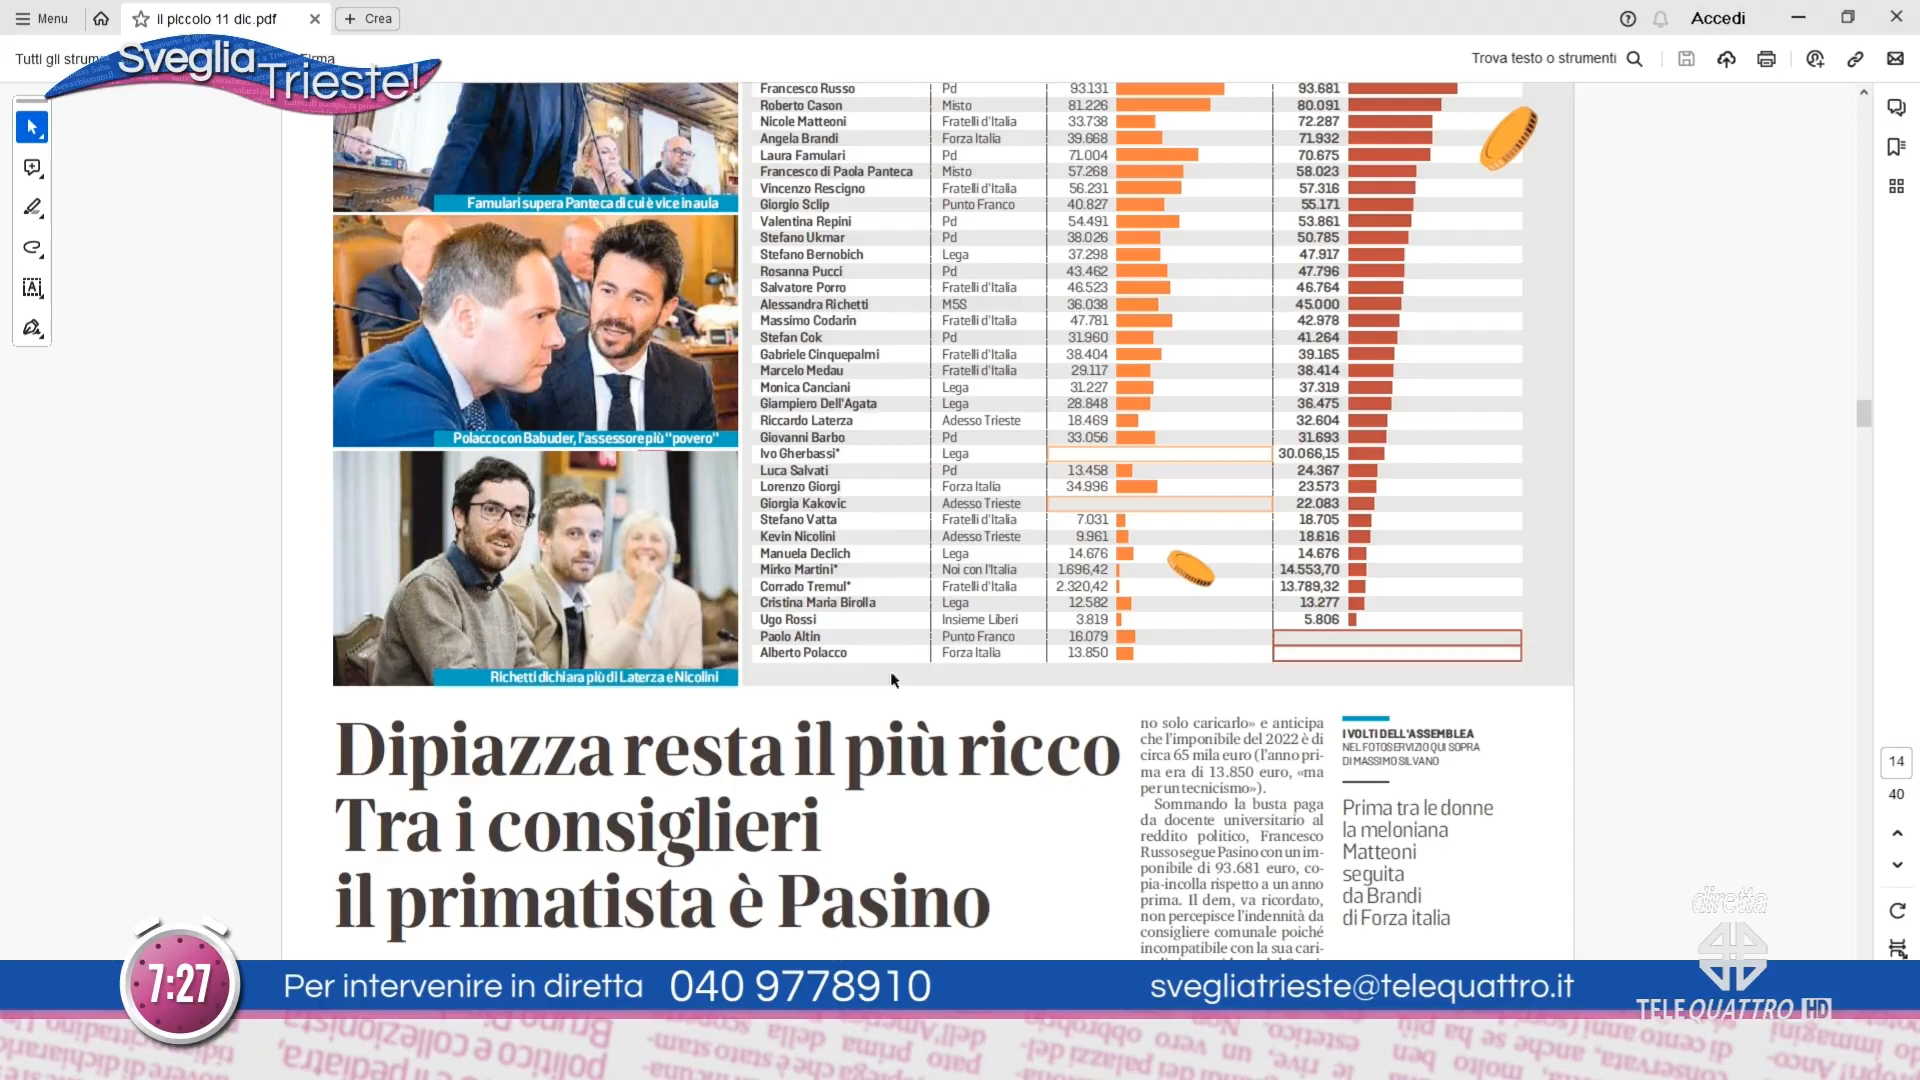 Menu
il piccolo 11 dic.pdf
Crea
Accedi
Tutti gli strum
Firma
Trova testo o strumenti
Sveglia
Trieste!
Famulari supera Panteca di cui è vice in aula
Polacco con Babuder, l'assessore più "povero"
Richetti dichiara più di Laterza e Nicolini
Francesco Russo Pd 93.131 93.681
Roberto Cason Misto 81.226 80.091
Nicole Matteoni Fratelli d'Italia 33.738 72.287
Angela Brandi Forza Italia 39.668 71.932
Laura Famulari Pd 71.004 70.675
Francesco di Paola Panteca Misto 57.268 58.023
Vincenzo Rescigno Fratelli d'Italia 56.231 57.316
Giorgio Sclip Punto Franco 40.827 55.171
Valentina Repini Pd 54.491 53.861
Stefano Ukmar Pd 38.026 50.785
Stefano Bernobich Lega 37.298 47.917
Rosanna Pucci Pd 43.462 47.796
Salvatore Porro Fratelli d'Italia 46.523 46.764
Alessandra Richetti M5S 36.038 45.000
Massimo Codarin Fratelli d'Italia 47.781 42.978
Stefan Cok Pd 31.960 41.264
Gabriele Cinquepalmi Fratelli d'Italia 38.404 39.165
Marcelo Medau Fratelli d'Italia 29.117 38.414
Monica Canciani Lega 31.227 37.319
Giampiero Dell'Agata Lega 28.848 36.475
Riccardo Laterza Adesso Trieste 18.469 32.604
Giovanni Barbo Pd 33.056 31.693
Ivo Gherbassi* Lega 30.066,15
Luca Salvati Pd 13.458 24.367
Lorenzo Giorgi Forza Italia 34.996 23.573
Giorgia Kakovic Adesso Trieste 22.083
Stefano Vatta Fratelli d'Italia 7.031 18.705
Kevin Nicolini Adesso Trieste 9.961 18.616
Manuela Declich Lega 14.676 14.676
Mirko Martini* Noi con l'Italia 1.696,42 14.553,70
Corrado Tremul* Fratelli d'Italia 2.320,42 13.789,32
Cristina Maria Birolla Lega 12.582 13.277
Ugo Rossi Insieme Liberi 3.819 5.806
Paolo Altin Punto Franco 16.079
Alberto Polacco Forza Italia 13.850
Dipiazza resta il più ricco
Tra i consiglieri
il primatista è Pasino
no solo caricarlo» e anticipa
che l'imponibile del 2022 è di
circa 65 mila euro (l'anno pri-
ma era di 13.850 euro, «ma
per un tecnicismo»).
Sommando la busta paga
da docente universitario al
reddito politico, Francesco
Russo segue Pasino con un im-
ponibile di 93.681 euro, co-
pia-incolla rispetto a un anno
prima. Il dem, va ricordato,
non percepisce l'indennità da
consigliere comunale poiché
incompatibile con la sua cari-
I VOLTI DELL'ASSEMBLEA
NEL FOTOSERVIZIO QUI SOPRA
DI MASSIMO SILVANO
Prima tra le donne
la meloniana
Matteoni
seguita
da Brandi
di Forza italia
14
40
diretta
TELEQUATTRO HD
7:27
Per intervenire in diretta 040 9778910
svegliatrieste@telequattro.it